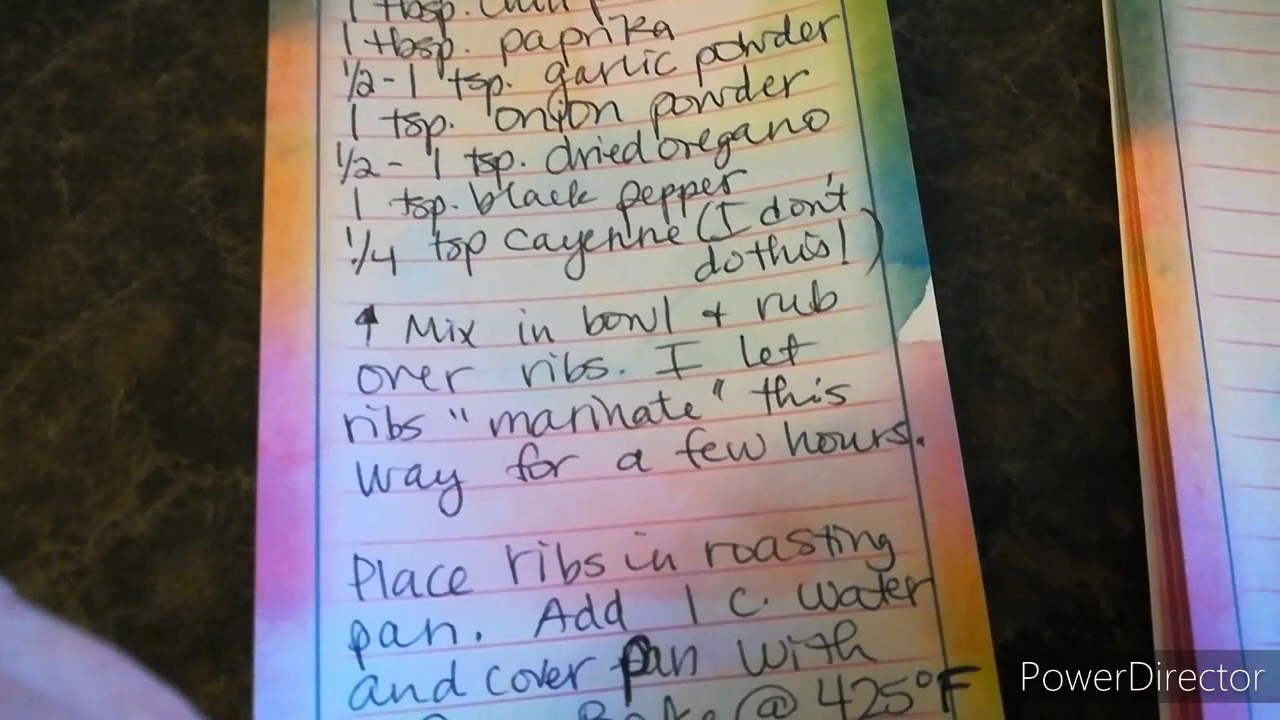 1 tbsp. chili
1 tbsp. paprika
1/2 - 1 tsp. garlic powder
1 tsp. onion powder
1/2 - 1 tsp. dried oregano
1 tsp. black pepper
1/4 tsp cayenne (I don't
do this!)
Mix in bowl + rub
over ribs. I let
ribs "marinate" this
way for a few hours.
Place ribs in roasting
pan. Add 1 c. water
and cover pan with
Bake @ 425°F
PowerDirector